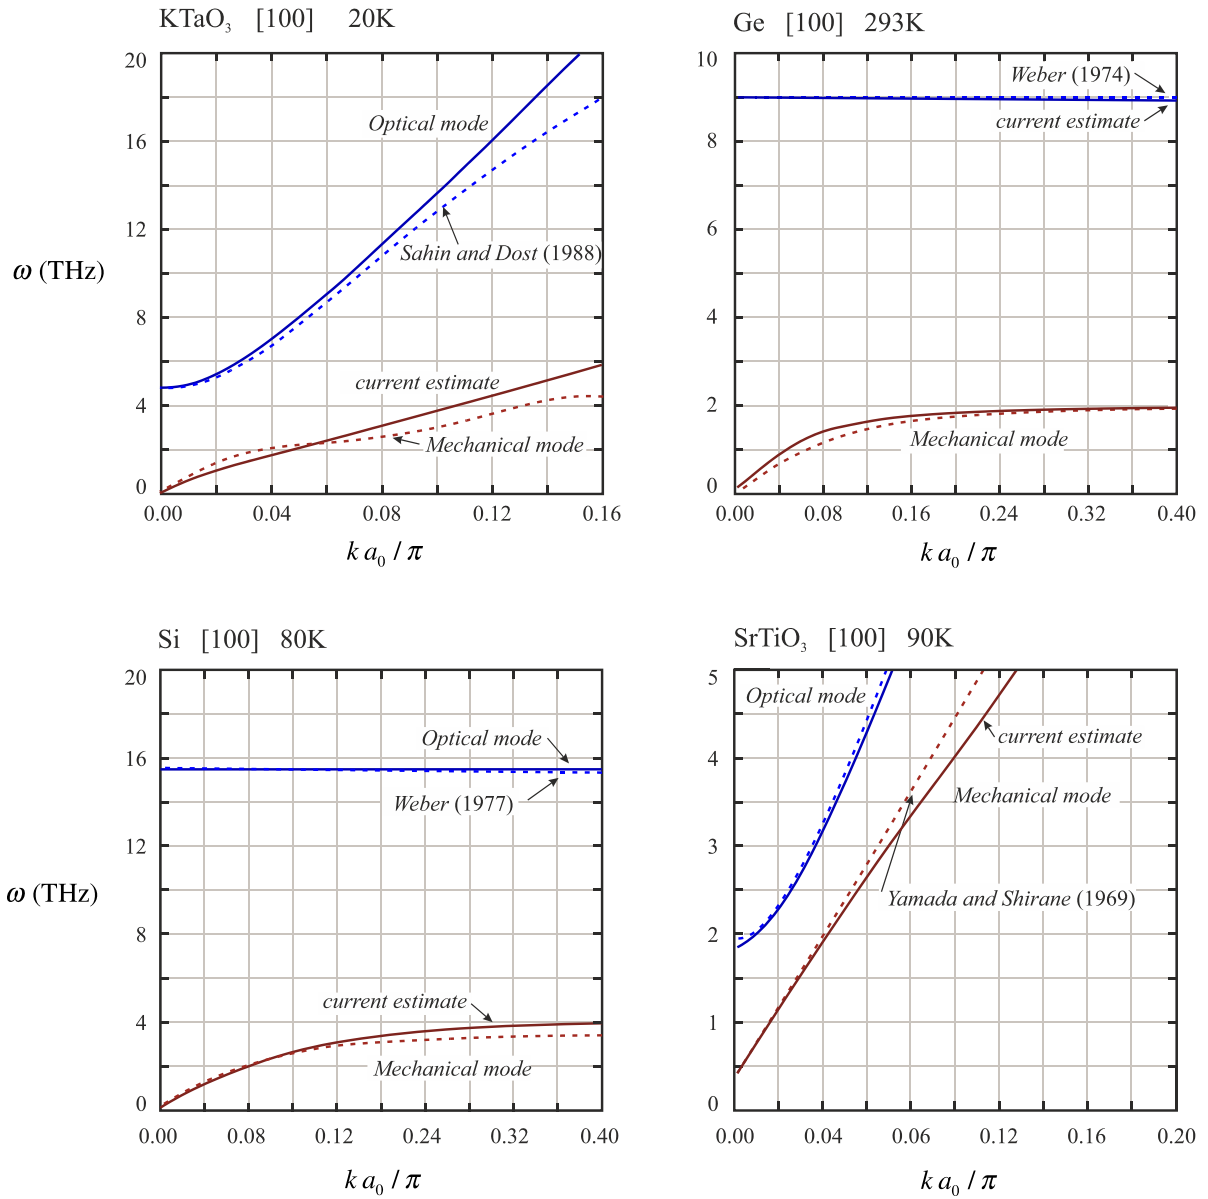 KTaO₃ [100] 20K
20
16
12
8
4
0
ω (THz)
Optical mode
Sahin and Dost (1988)
current estimate
Mechanical mode
0.00 0.04 0.08 0.12 0.16
k a₀ / π
Ge [100] 293K
10
8
6
4
2
0
Weber (1974)
current estimate
Mechanical mode
0.00 0.08 0.16 0.24 0.32 0.40
k a₀ / π
Si [100] 80K
20
16
12
8
4
0
ω (THz)
Optical mode
Weber (1977)
current estimate
Mechanical mode
0.00 0.08 0.12 0.24 0.32 0.40
k a₀ / π
SrTiO₃ [100] 90K
5
4
3
2
1
0
Optical mode
current estimate
Mechanical mode
Yamada and Shirane (1969)
0.00 0.04 0.06 0.12 0.16 0.20
k a₀ / π